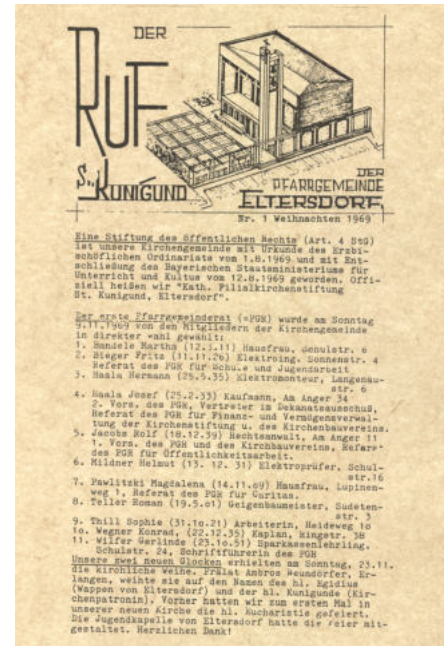 DER
RUF
St. KUNIGUND
DER
PFARRGEMEINDE
ELTERSDORF
Nr. 1 Weihnachten 1969
Eine Stiftung des öffentlichen Rechts (Art. 4 StG)
ist unsere Kirchengemeinde mit Urkunde des Erzbi-
schöflichen Ordinariats vom 1.8.1969 und mit Ent-
schließung des Bayerischen Staatsministeriums für
Unterricht und Kultus vom 12.8.1969 geworden. Offi-
ziell heißen wir "Kath. Filialkirchenstiftung
St. Kunigund, Eltersdorf".
Der erste Pfarrgemeinderat (=PGR) wurde am Sonntag
9.11.1969 von den Mitgliedern der Kirchengemeinde
in direkter Wahl gewählt:
1. Bandele Martha (12.3.11) Hausfrau, Schulstr. 6
2. Bieger Fritz (11.11.26) Elektroing. Sonnenstr. 4
Referat des PGR für Schule und Jugendarbeit
3. Haala Hermann (25.5.35) Elektromonteur, Langenau-
str. 6
4. Haala Josef (25.2.33) Kaufmann, Am Anger 34
2. Vors. des PGR, Vertreter im Dekanatsausschuß,
Referat des PGR für Finanz- und Vermögensverwal-
tung der Kirchenstiftung u. des Kirchenbauvereins.
5. Jacobs Rolf (18.12.39) Rechtsanwalt, Am Anger 11
1. Vors. des PGR und des Kirchbauvereins, Referat
des PGR für Öffentlichkeitsarbeit.
6. Mildner Helmut (13. 12. 31) Elektroprüfer, Schul-
str.16
7. Pawlitzki Magdalena (14.11.09) Hausfrau, Lupinen-
weg 1, Referat des PGR für Caritas.
8. Teller Roman (19.5.01) Geigenbaumeister, Sudeten-
str. 3
9. Thill Sophie (31.10.21) Arbeiterin, Heideweg 10
10. Wegner Konrad, (22.12.35) Kaplan, Ringstr. 38
11. Wilfer Gerlinde (23.10.51) Sparkassenlehrling,
Schulstr. 24, Schriftführerin des PGR
Unsere zwei neuen Glocken erhielten am Sonntag, 23.11.
die kirchliche Weihe. Prälat Ambros Neundörfer, Er-
langen, weihte sie auf den Namen des hl. Egidius
(Wappen von Eltersdorf) und der hl. Kunigunde (Kir-
chenpatronin). Vorher hatten wir zum ersten Mal in
unserer neuen Kirche die hl. Eucharistie gefeiert.
Die Jugendkapelle von Eltersdorf hatte die Feier mit-
gestaltet. Herzlichen Dank!